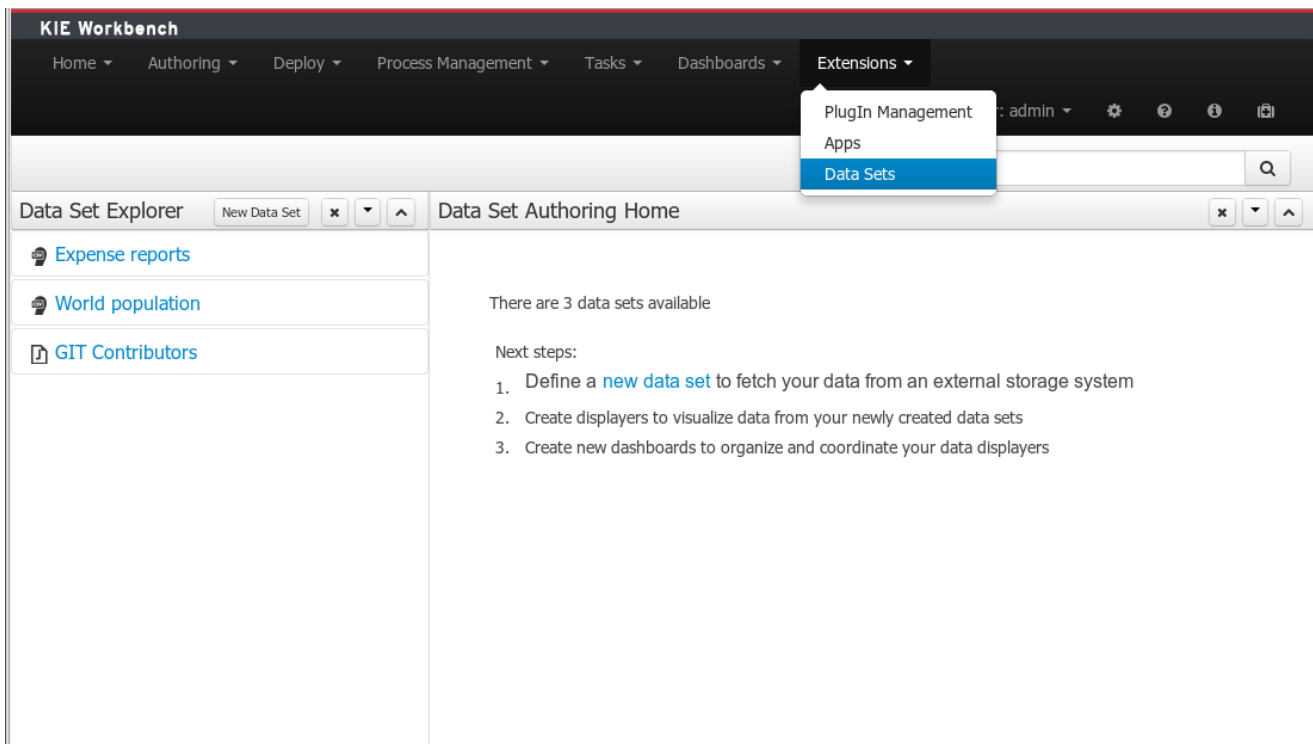 KIE Workbench
Home Authoring Deploy Process Management Tasks Dashboards Extensions
PlugIn Management
: admin
Apps
Data Sets
Data Set Explorer New Data Set Data Set Authoring Home
Expense reports
World population
GIT Contributors
There are 3 data sets available
Next steps:
1. Define a new data set to fetch your data from an external storage system
2. Create displayers to visualize data from your newly created data sets
3. Create new dashboards to organize and coordinate your data displayers